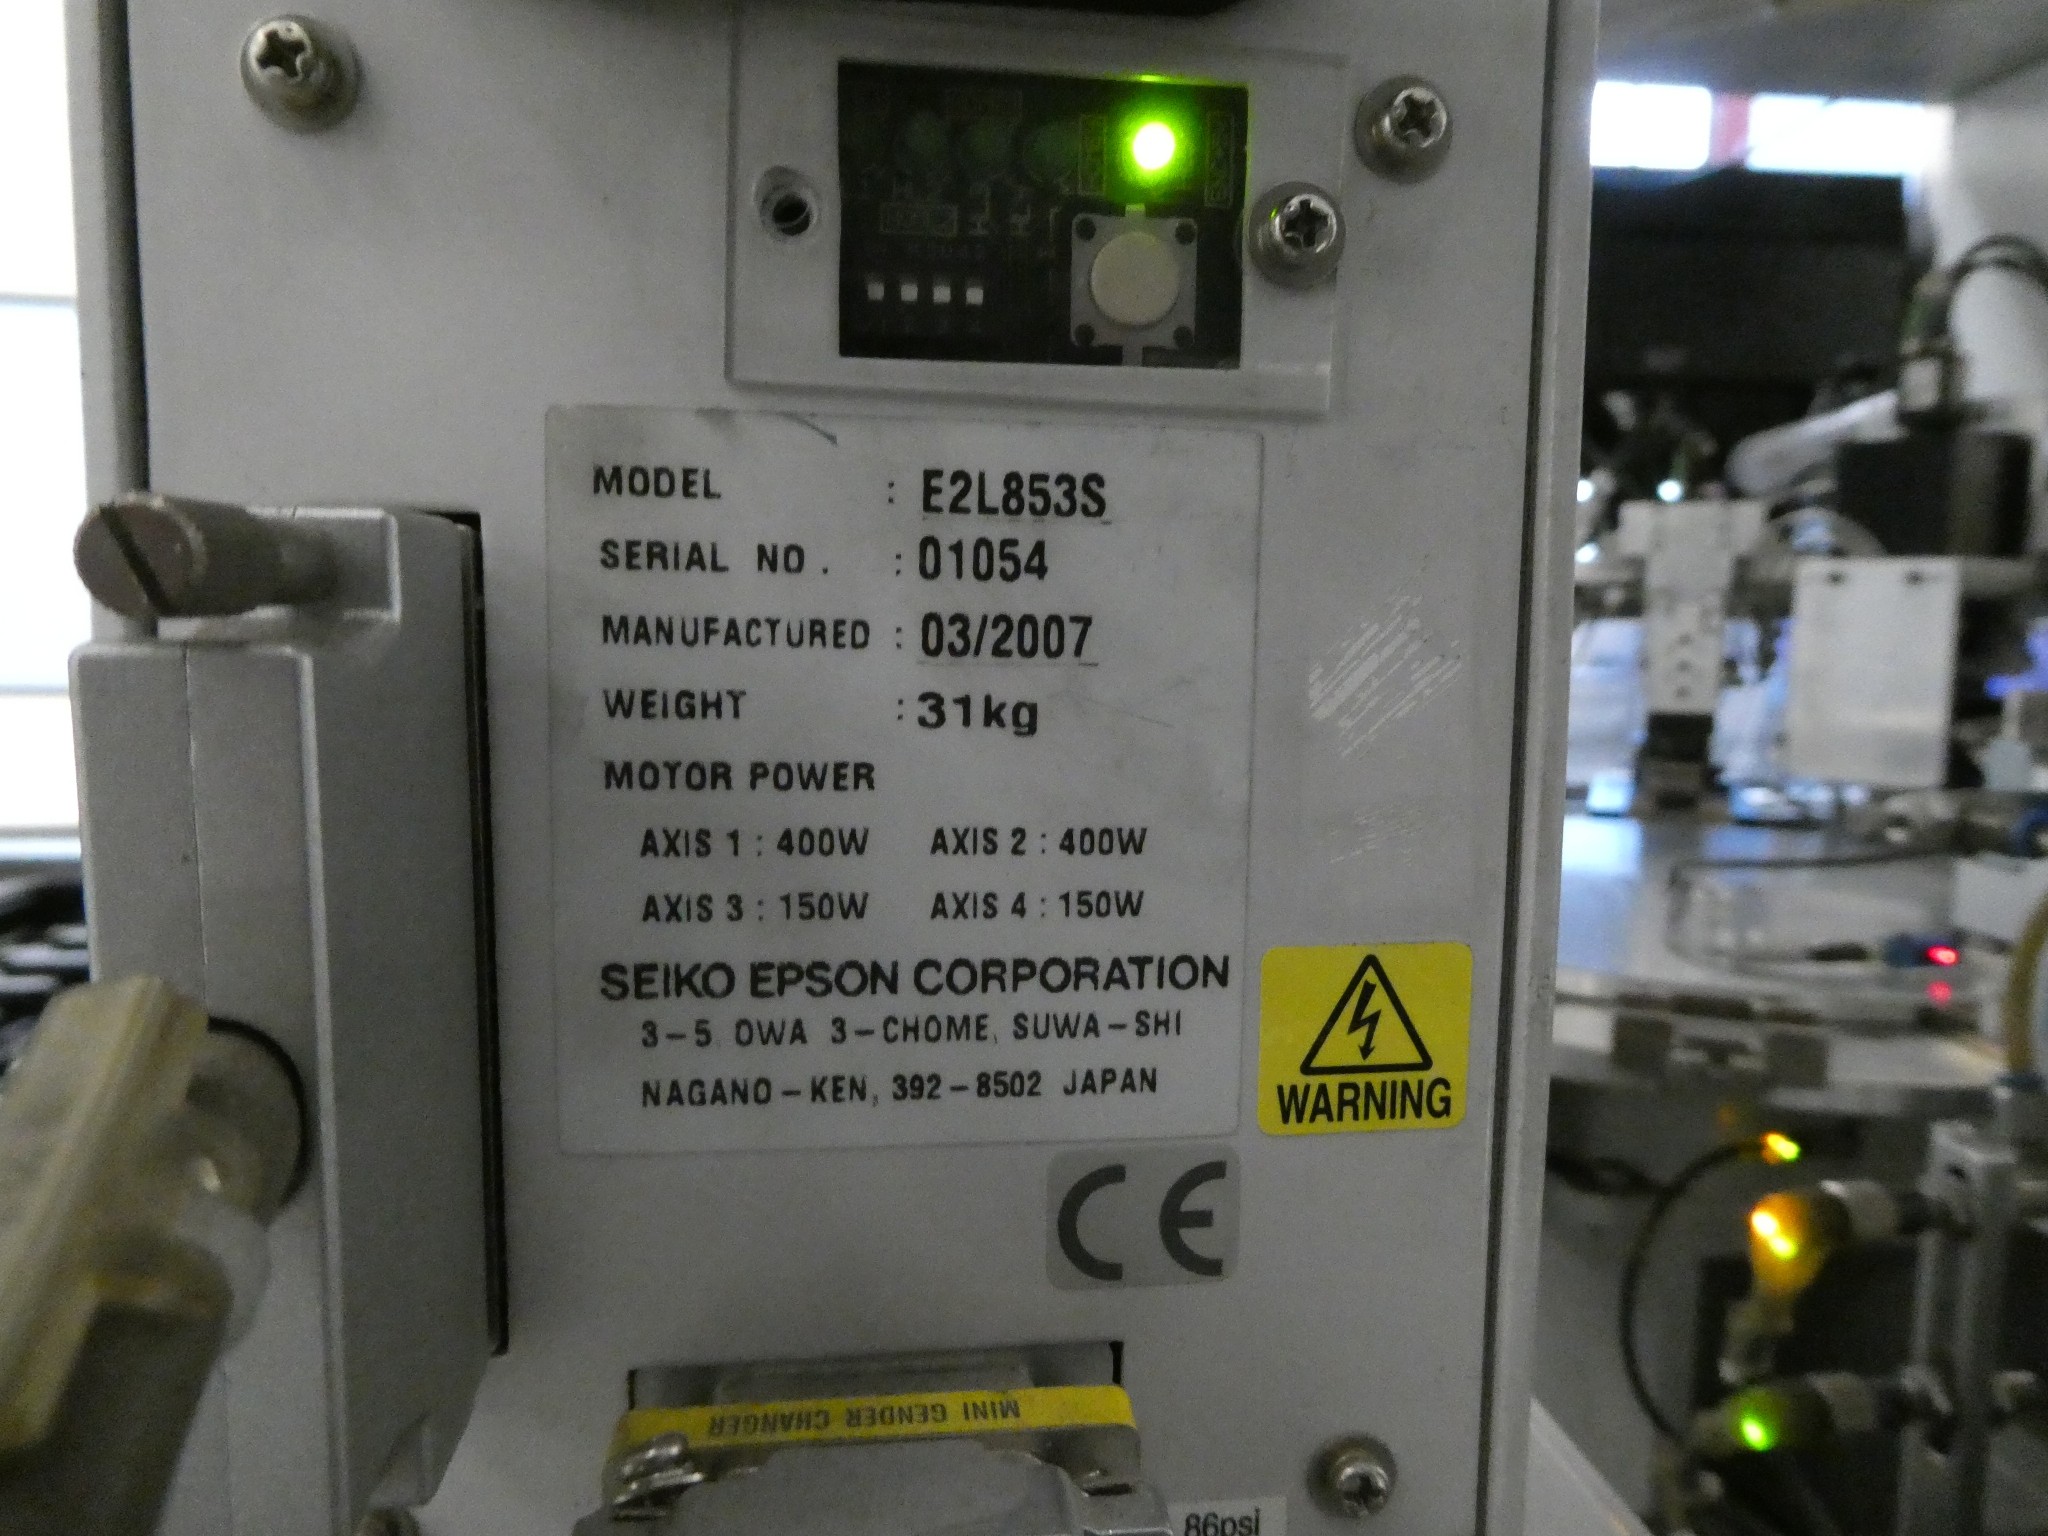 MODEL : E2L853S
SERIAL NO. : 01054
MANUFACTURED : 03/2007
WEIGHT : 31kg
MOTOR POWER
AXIS 1 : 400W AXIS 2 : 400W
AXIS 3 : 150W AXIS 4 : 150W
SEIKO EPSON CORPORATION
3-5 OWA 3-CHOME, SUWA-SHI
NAGANO-KEN, 392-8502 JAPAN
WARNING
CE
MINI GENDER CHANGER
86psi